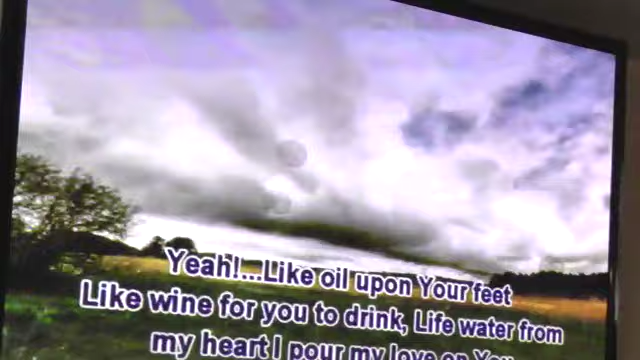 Yeah!...Like oil upon Your feet
Like wine for you to drink, Life water from
my heart I pour my love on You